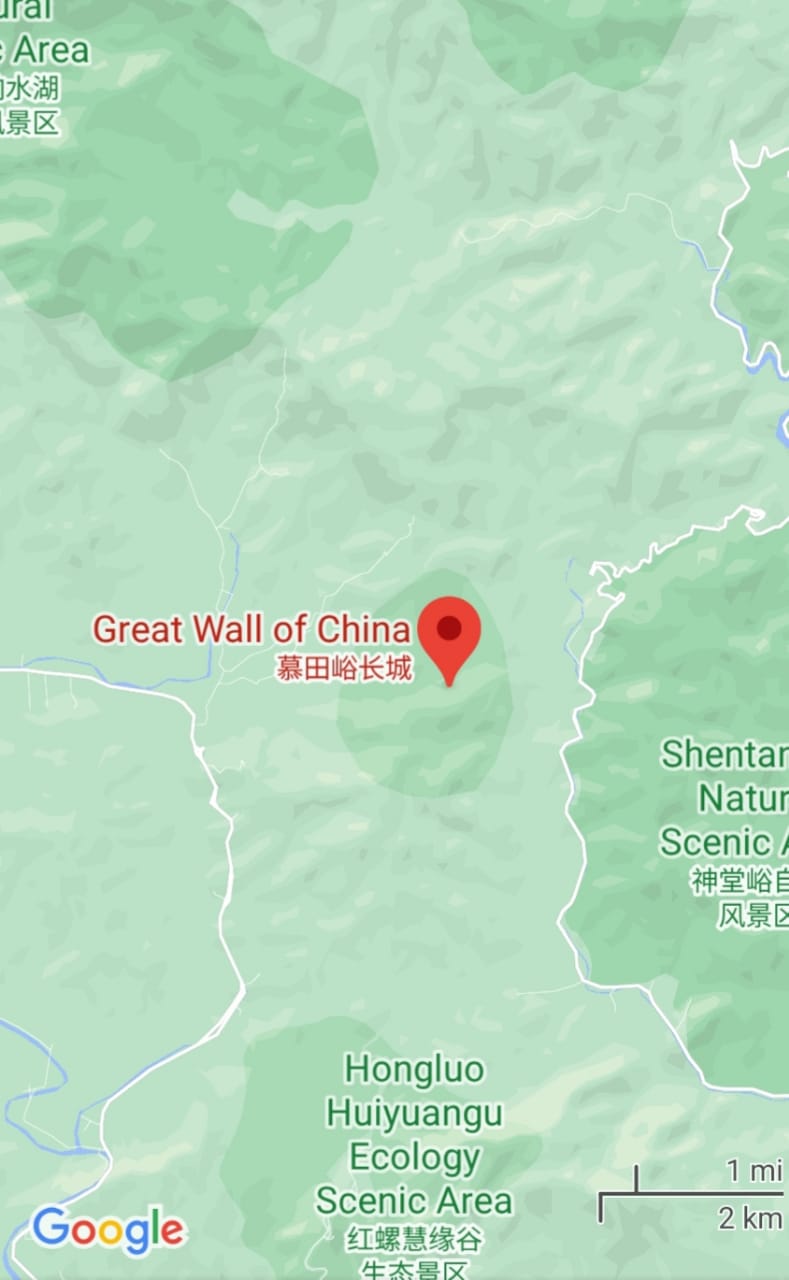 Area
水湖
景区
Great Wall of China
慕田峪长城
Natur
Scenic
神堂峪自
风景区
Hongluo
Huiyuangu
Ecology
Scenic Area
红螺慧缘谷
生态景区
1 mi
2 km
Google